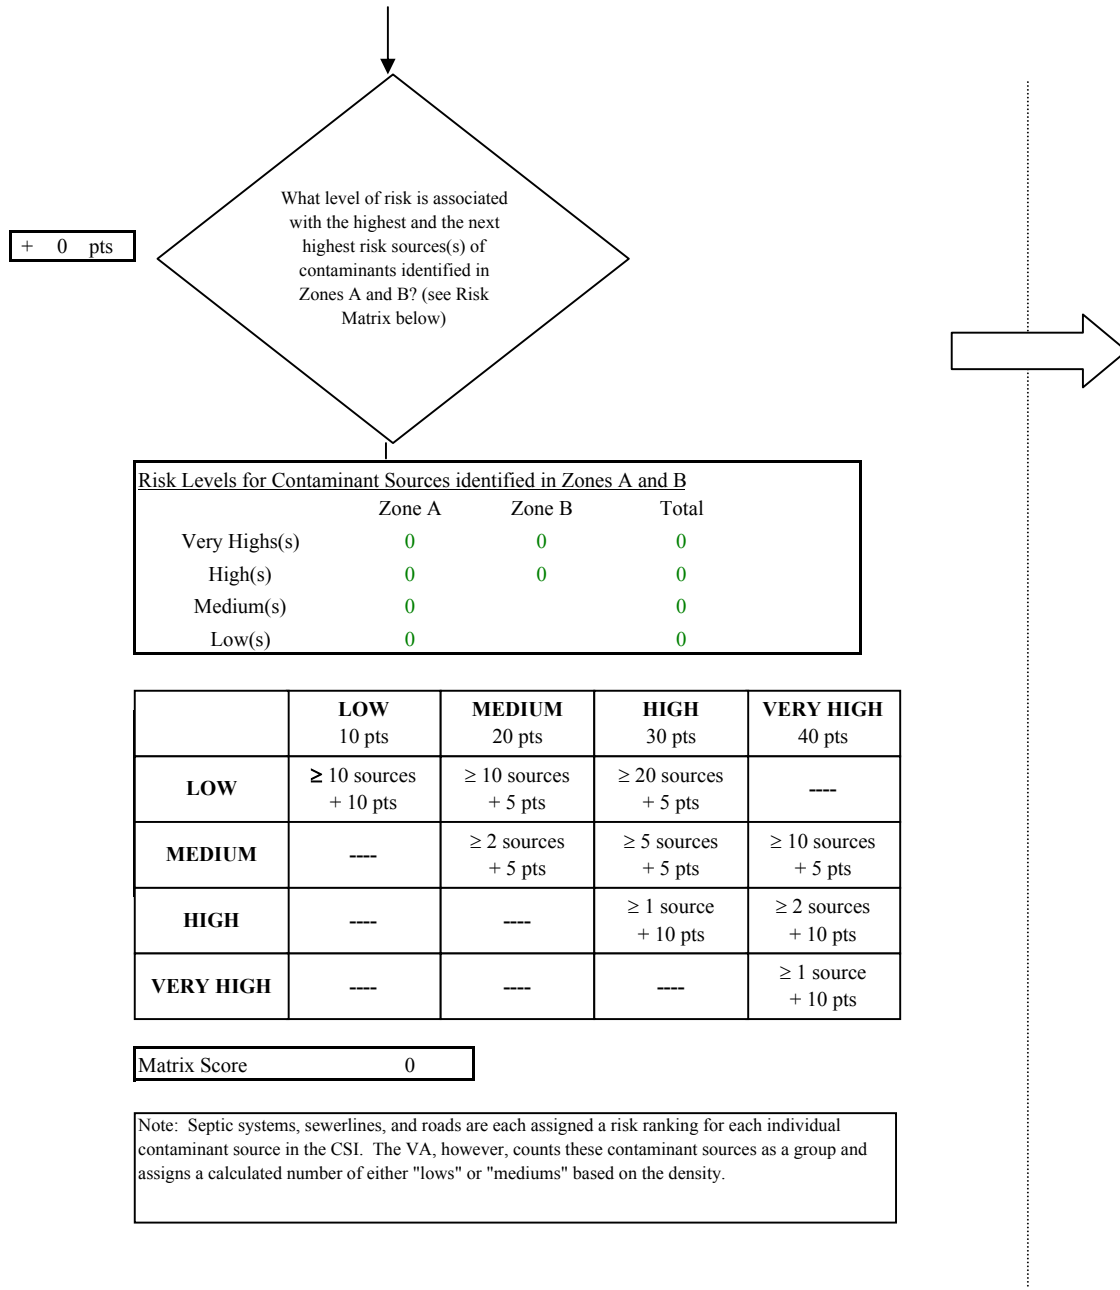 What level of risk is associated
with the highest and the next
highest risk sources(s) of
contaminants identified in
Zones A and B? (see Risk
Matrix below)
+ 0 pts
Risk Levels for Contaminant Sources identified in Zones A and B
Zone A Zone B Total
Very Highs(s) 0 0 0
High(s) 0 0 0
Medium(s) 0 0
Low(s) 0 0
LOW MEDIUM HIGH VERY HIGH
10 pts 20 pts 30 pts 40 pts
LOW ≥ 10 sources + 10 pts ≥ 10 sources + 5 pts ≥ 20 sources + 5 pts ----
MEDIUM ---- ≥ 2 sources + 5 pts ≥ 5 sources + 5 pts ≥ 10 sources + 5 pts
HIGH ---- ---- ≥ 1 source + 10 pts ≥ 2 sources + 10 pts
VERY HIGH ---- ---- ---- ≥ 1 source + 10 pts
Matrix Score 0
Note: Septic systems, sewerlines, and roads are each assigned a risk ranking for each individual
contaminant source in the CSI. The VA, however, counts these contaminant sources as a group and
assigns a calculated number of either "lows" or "mediums" based on the density.